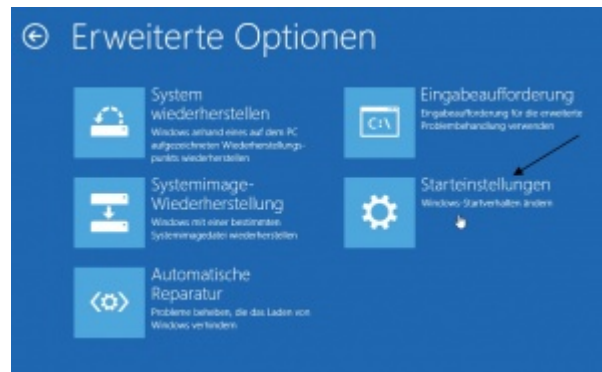 Erweiterte Optionen
System
wiederherstellen
Windows anhand eines auf dem PC
aufgezeichneten Wiederherstellungs-
punkts wiederherstellen
Systemimage-
Wiederherstellung
Windows mit einer bestimmten
Systemimagedatei wiederherstellen
Automatische
Reparatur
Probleme beheben, die das Laden von
Windows verhindern
Eingabeaufforderung
Eingabeaufforderung für die erweiterte
Problembehandlung verwenden
C:\
Starteinstellungen
Windows-Startverhalten ändern